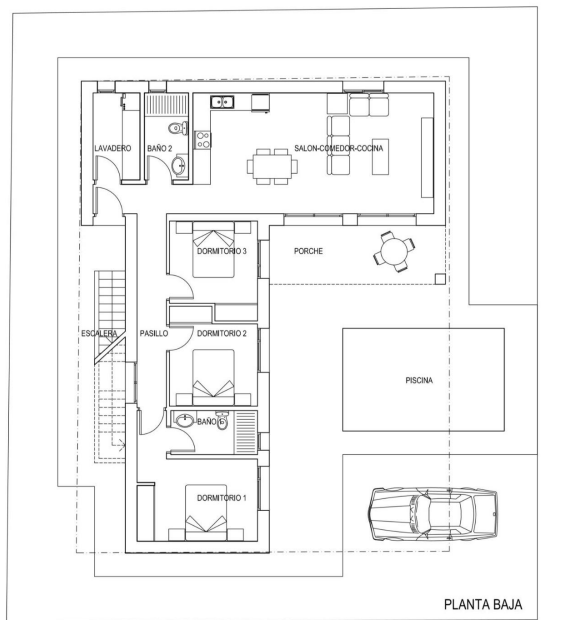 LAVADERO
BAÑO 2
SALON-COMEDOR-COCINA
DORMITORIO 3
PORCHE
ESCALERA
PASILLO
DORMITORIO 2
PISCINA
BAÑO
DORMITORIO 1
PLANTA BAJA